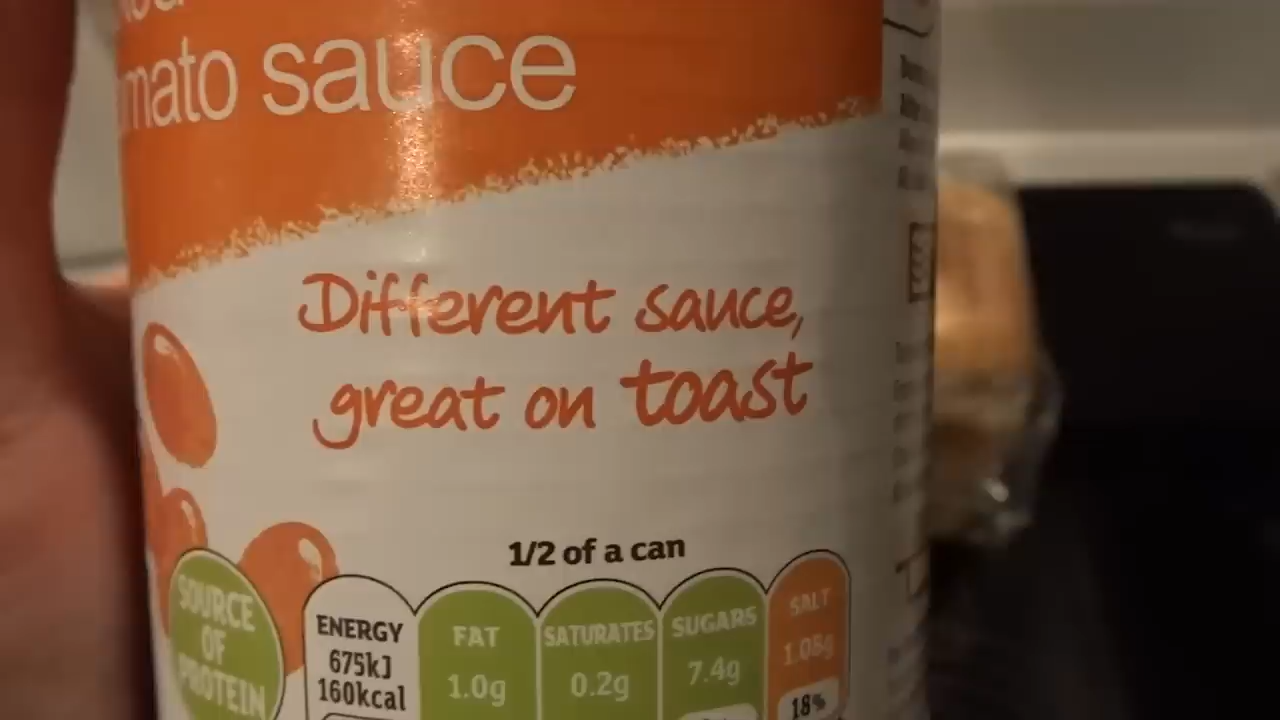 mato sauce
Different sauce,
great on toast
1/2 of a can
SOURCE
OF
PROTEIN
ENERGY
675kJ
160kcal
FAT
1.0g
SATURATES
0.2g
SUGARS
7.4g
SALT
1.08g
18%